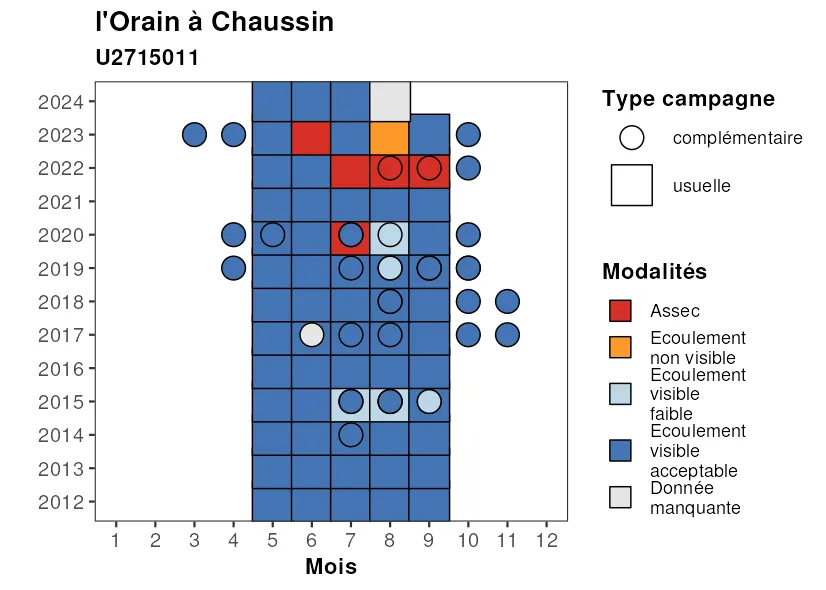 l'Orain à Chaussin
U2715011
2024
2023
2022
2021
2020
2019
2018
2017
2016
2015
2014
2013
2012
1 2 3 4 5 6 7 8 9 10 11 12
Mois
Type campagne
complémentaire
usuelle
Modalités
Assec
Ecoulement
non visible
Ecoulement
visible
faible
Ecoulement
visible
acceptable
Donnée
manquante